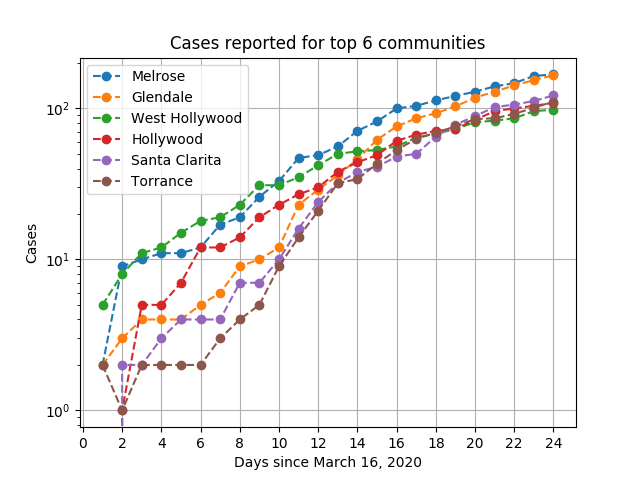 Cases reported for top 6 communities
Melrose
Glendale
West Hollywood
Hollywood
Santa Clarita
Torrance
Cases
10²
10¹
10⁰
0 2 4 6 8 10 12 14 16 18 20 22 24
Days since March 16, 2020